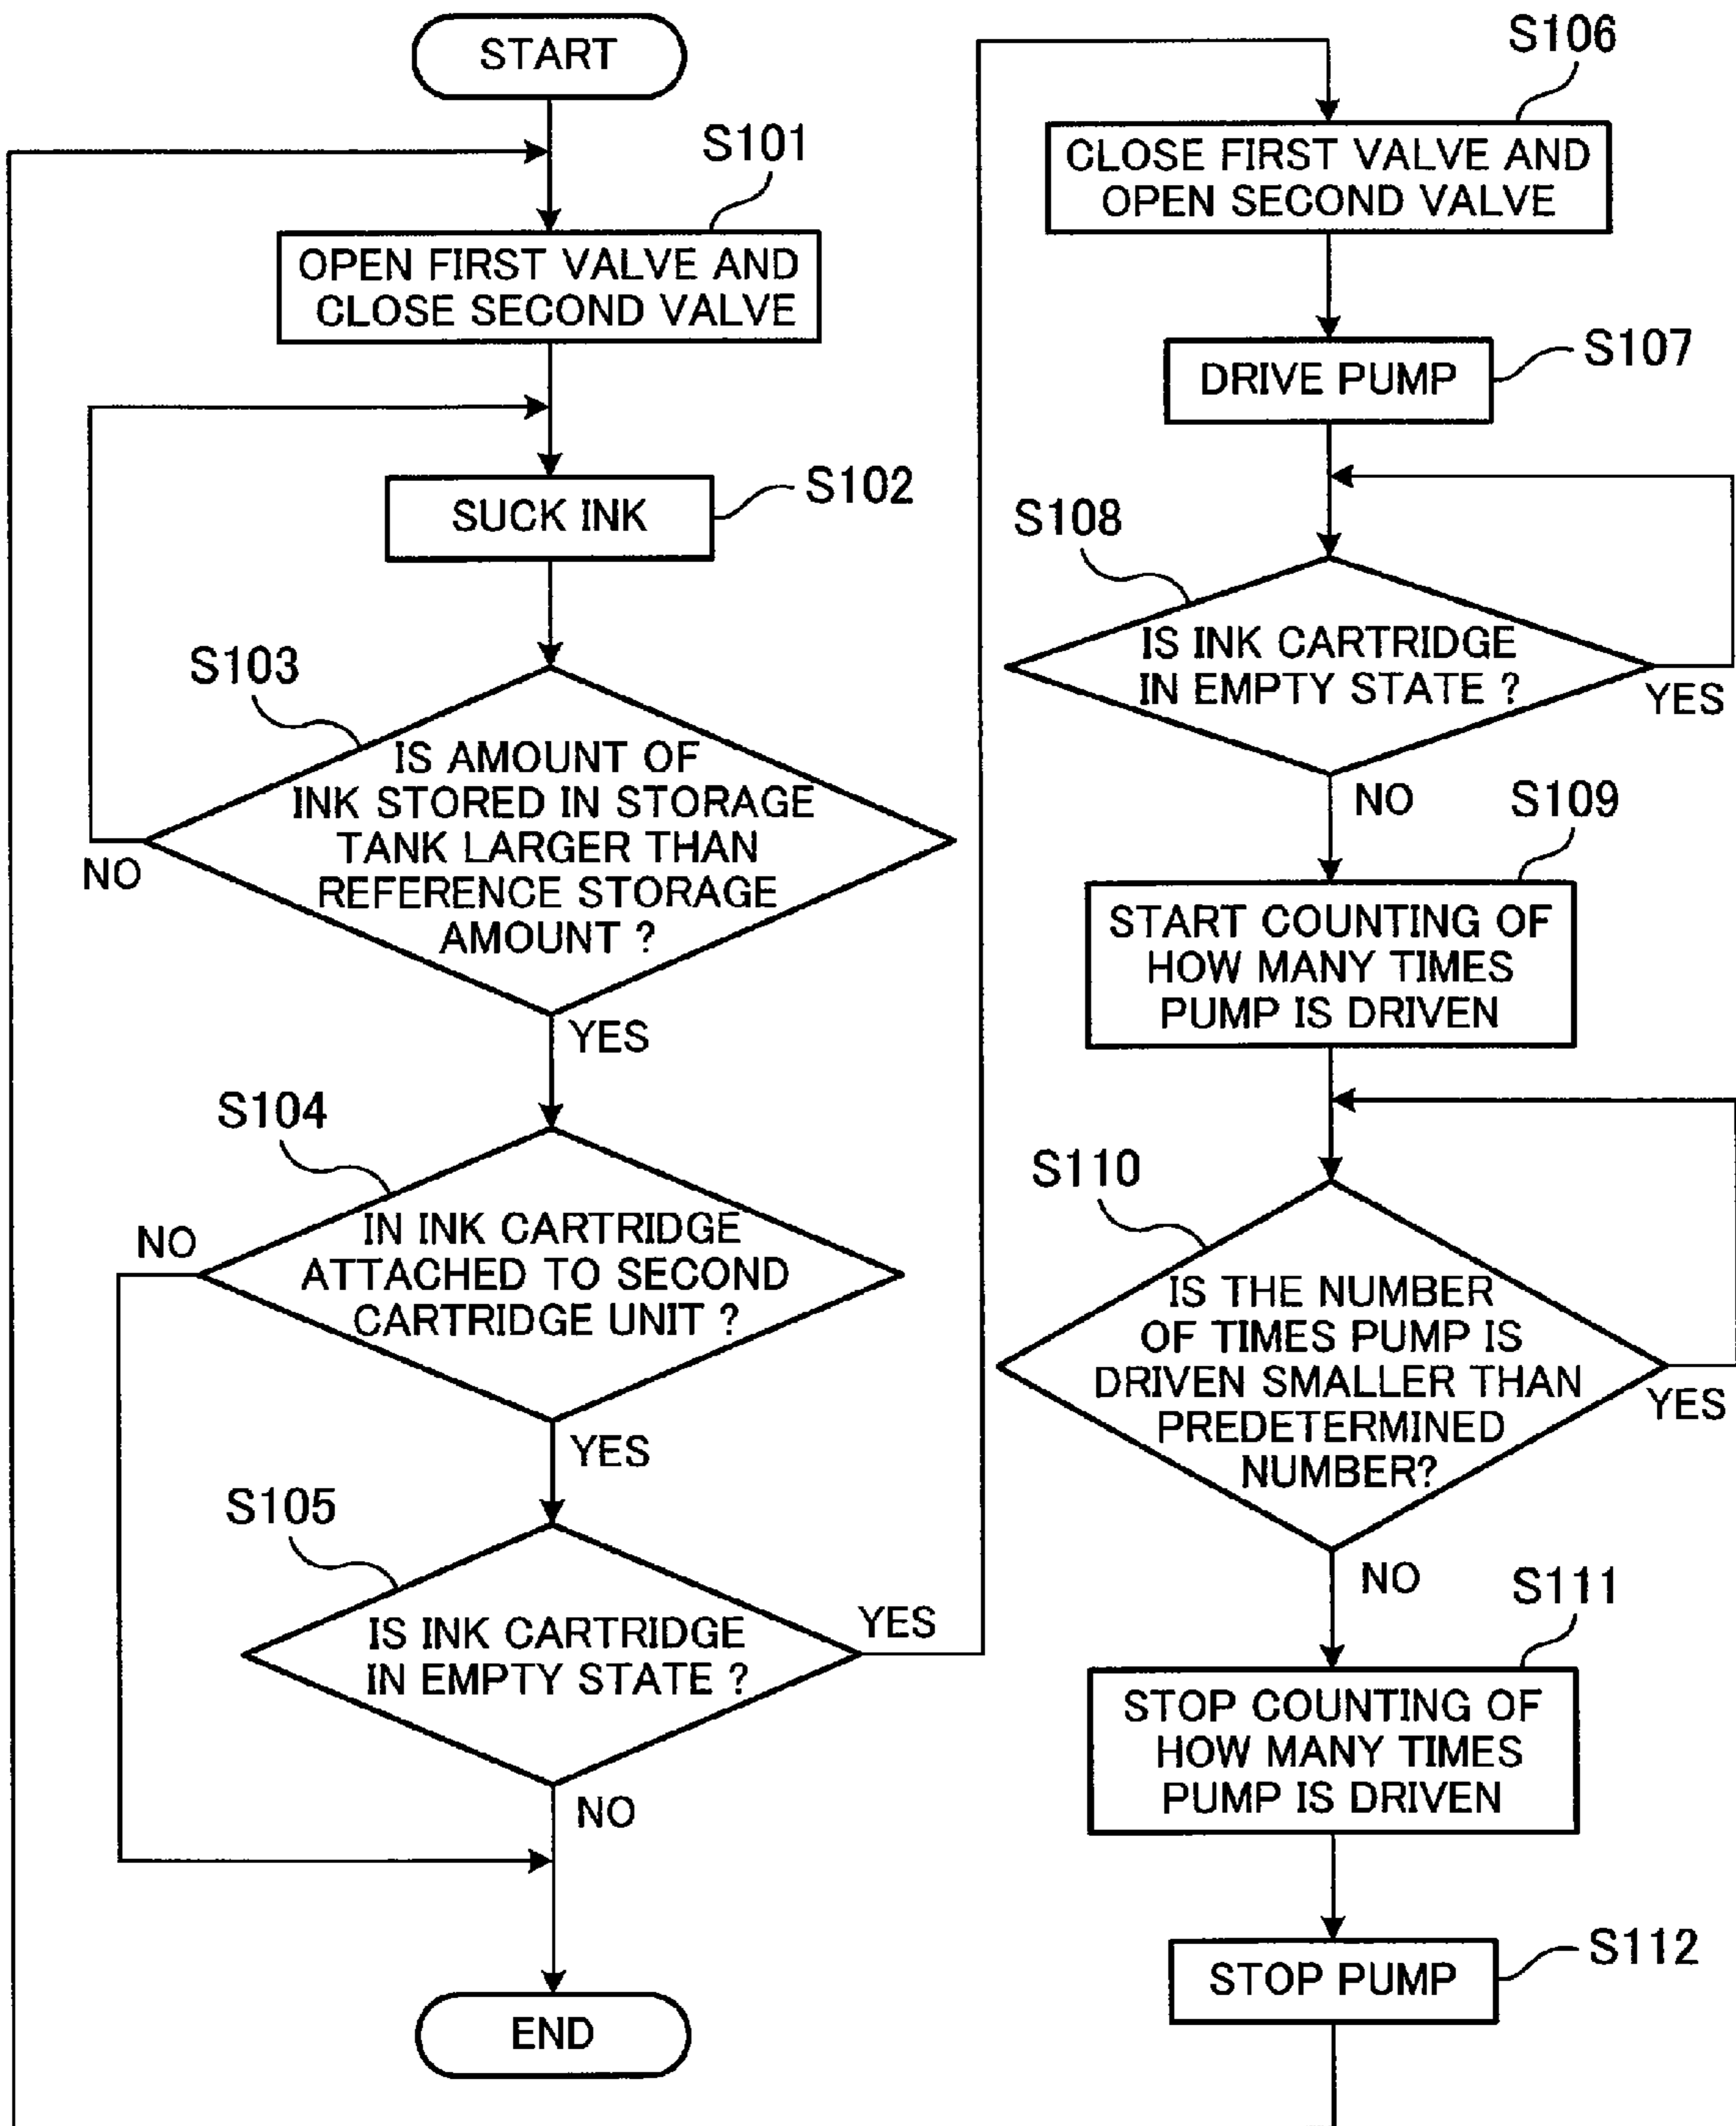 START
S101
OPEN FIRST VALVE AND
CLOSE SECOND VALVE
S102
SUCK INK
S103
IS AMOUNT OF
INK STORED IN STORAGE
TANK LARGER THAN
REFERENCE STORAGE
AMOUNT ?
NO
YES
S104
IN INK CARTRIDGE
ATTACHED TO SECOND
CARTRIDGE UNIT ?
NO
YES
S105
IS INK CARTRIDGE
IN EMPTY STATE ?
YES
NO
END
S106
CLOSE FIRST VALVE AND
OPEN SECOND VALVE
S107
DRIVE PUMP
S108
IS INK CARTRIDGE
IN EMPTY STATE ?
YES
NO
S109
START COUNTING OF
HOW MANY TIMES
PUMP IS DRIVEN
S110
IS THE NUMBER
OF TIMES PUMP IS
DRIVEN SMALLER THAN
PREDETERMINED
NUMBER?
YES
NO
S111
STOP COUNTING OF
HOW MANY TIMES
PUMP IS DRIVEN
S112
STOP PUMP